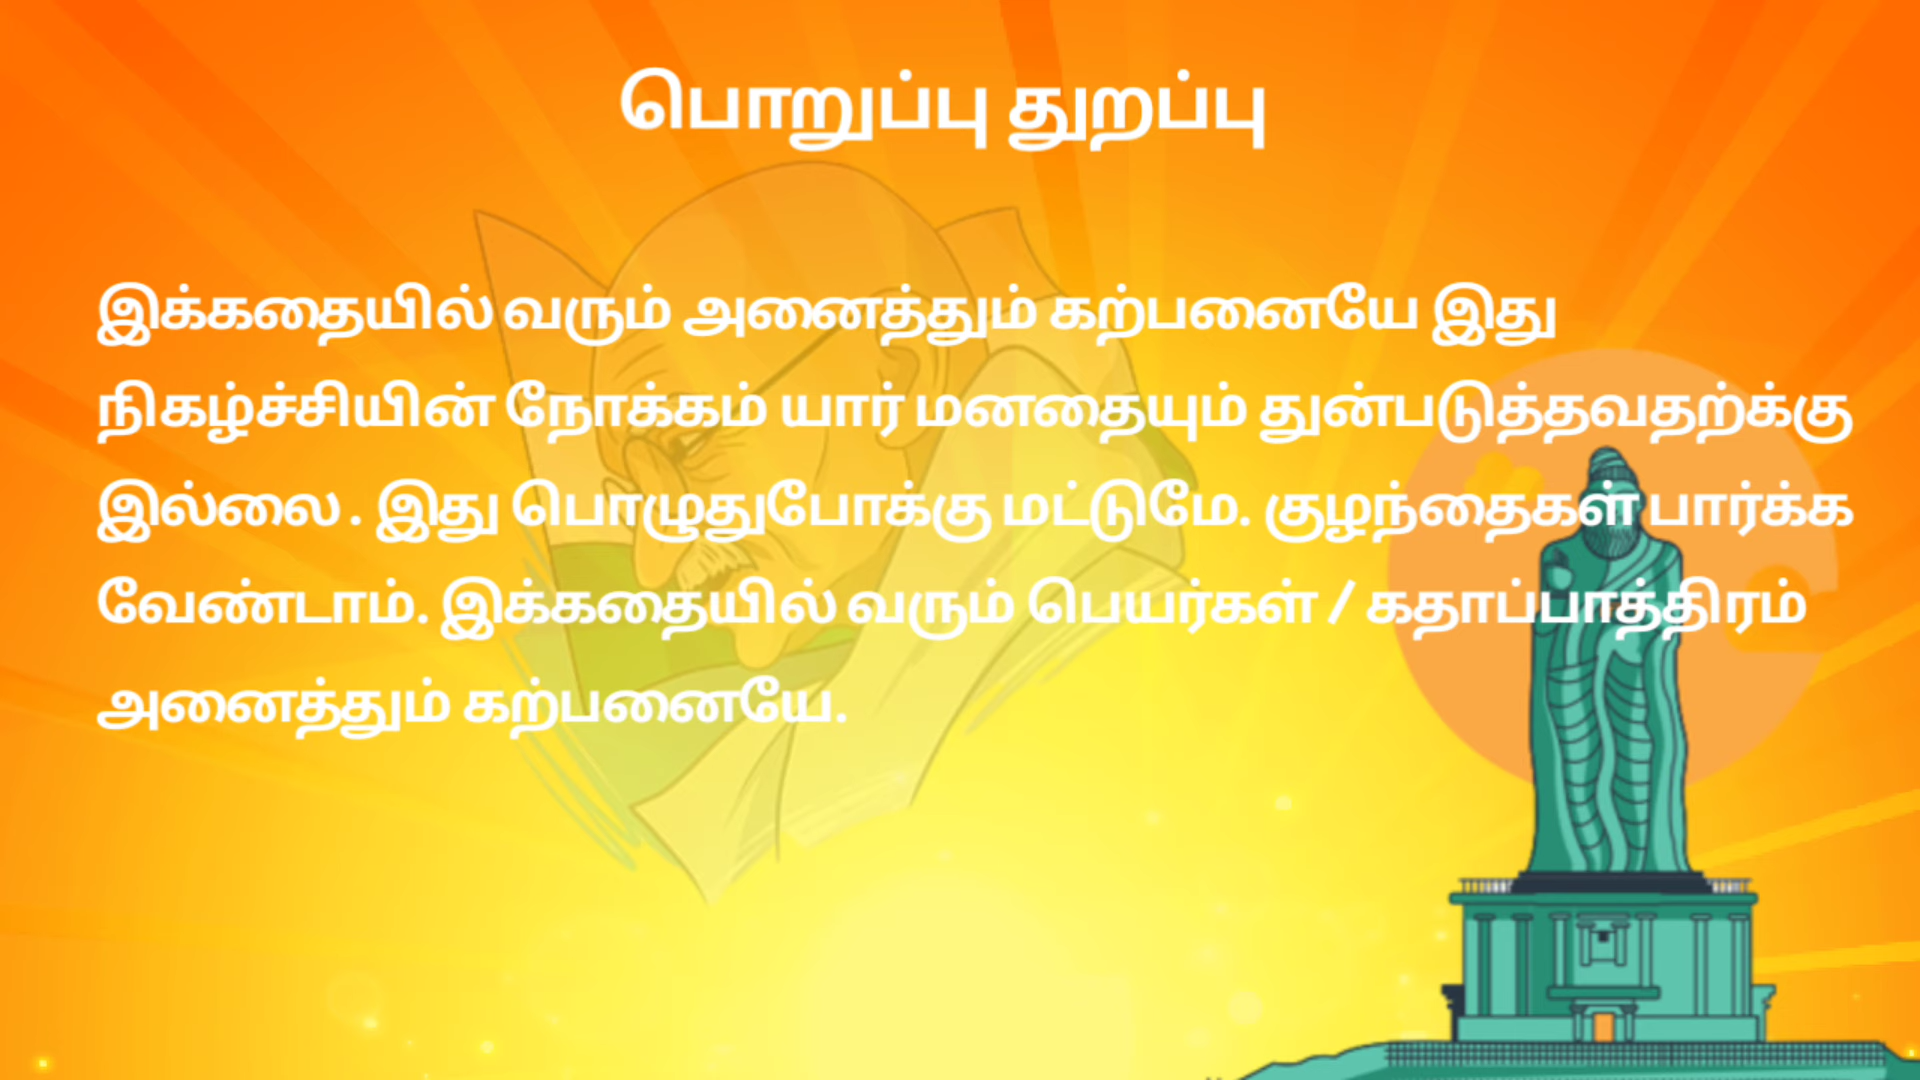 பொறுப்பு துறப்பு
இக்கதையில் வரும் அனைத்தும் கற்பனையே இது
நிகழ்ச்சியின் நோக்கம் யார் மனதையும் துன்படுத்தவதற்க்கு
இல்லை . இது பொழுதுபோக்கு மட்டுமே. குழந்தைகள் பார்க்க
வேண்டாம். இக்கதையில் வரும் பெயர்கள் / கதாப்பாத்திரம்
அனைத்தும் கற்பனையே.